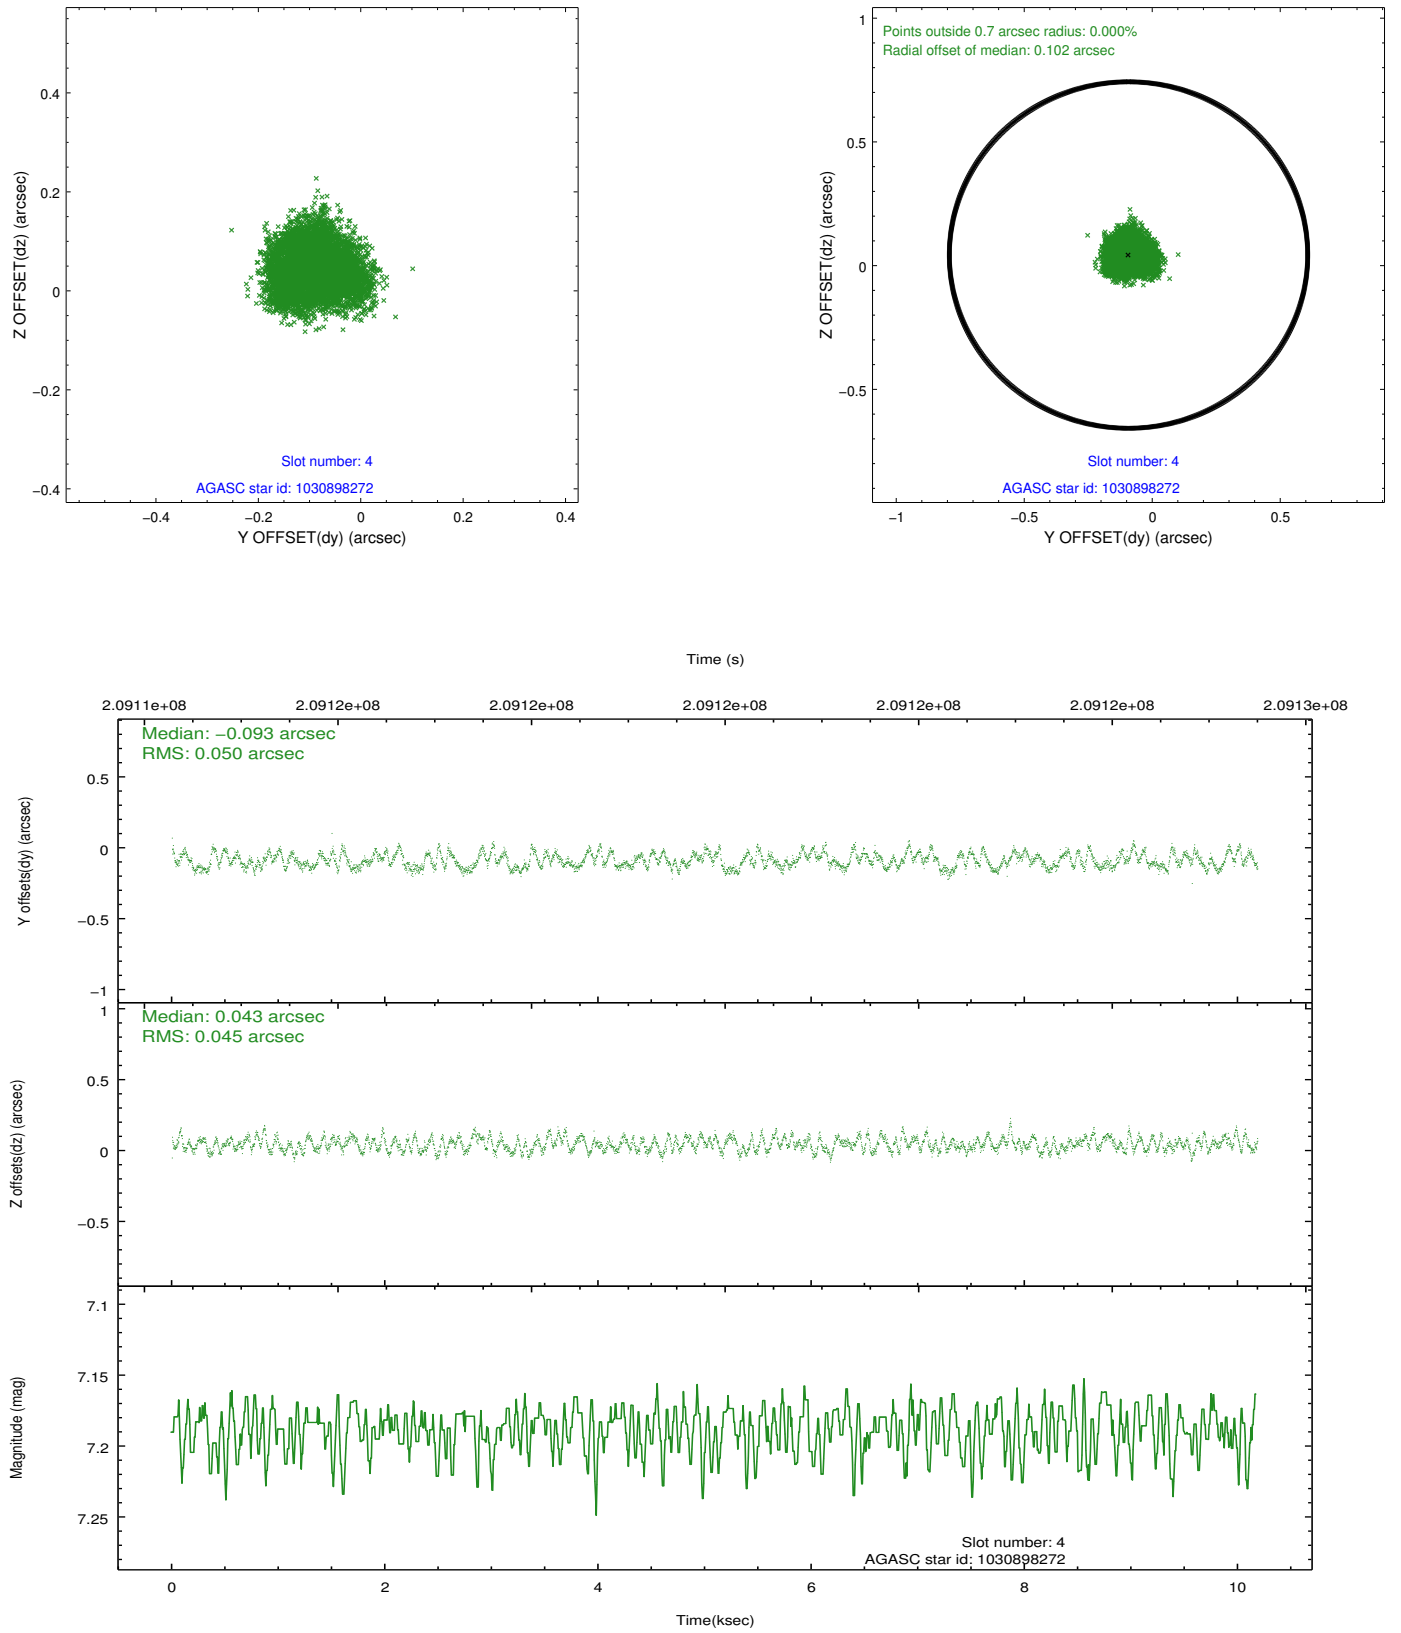 0.4
0.2
0
−0.2
−0.4
Z OFFSET(dz) (arcsec)
Slot number: 4
AGASC star id: 1030898272
−0.4 −0.2 0 0.2 0.4
Y OFFSET(dy) (arcsec)
Points outside 0.7 arcsec radius: 0.000%
Radial offset of median: 0.102 arcsec
1
0.5
0
−0.5
Z OFFSET(dz) (arcsec)
Slot number: 4
AGASC star id: 1030898272
−1 −0.5 0 0.5
Y OFFSET(dy) (arcsec)
Time (s)
2.0911e+08 2.0912e+08 2.0912e+08 2.0912e+08 2.0912e+08 2.0912e+08 2.0913e+08
Median: −0.093 arcsec
RMS: 0.050 arcsec
0.5
0
−0.5
−1
Y offsets(dy) (arcsec)
Median: 0.043 arcsec
RMS: 0.045 arcsec
1
0.5
0
−0.5
Z offsets(dz) (arcsec)
7.1
7.15
7.2
7.25
Magnitude (mag)
Slot number: 4
AGASC star id: 1030898272
0 2 4 6 8 10
Time(ksec)